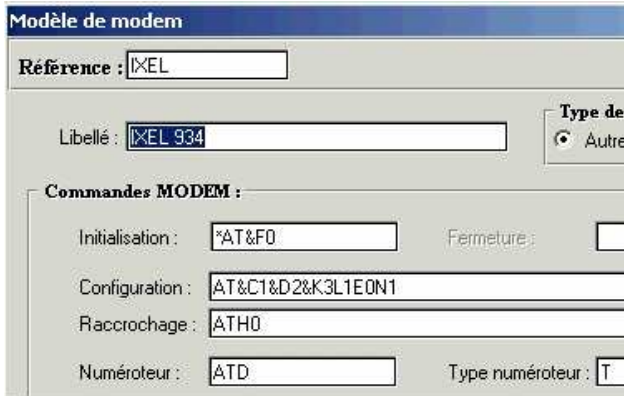 Modèle de modem
Référence : IXEL
Libellé : IXEL 934
Type de
Autre
Commandes MODEM :
Initialisation : *AT&F0 Fermeture :
Configuration : AT&C1&D2&K3L1E0N1
Raccrochage : ATH0
Numéroteur : ATD Type numéroteur : T